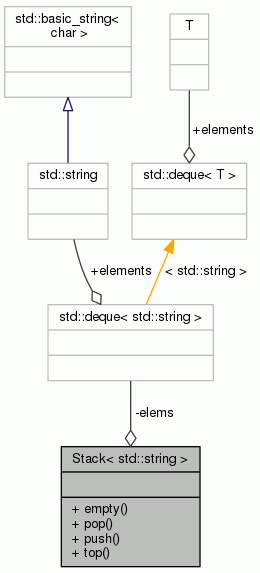 std::basic_string<
char >
T
+elements
std::string
std::deque< T >
+elements
< std::string >
std::deque< std::string >
-elems
Stack< std::string >
+ empty()
+ pop()
+ push()
+ top()